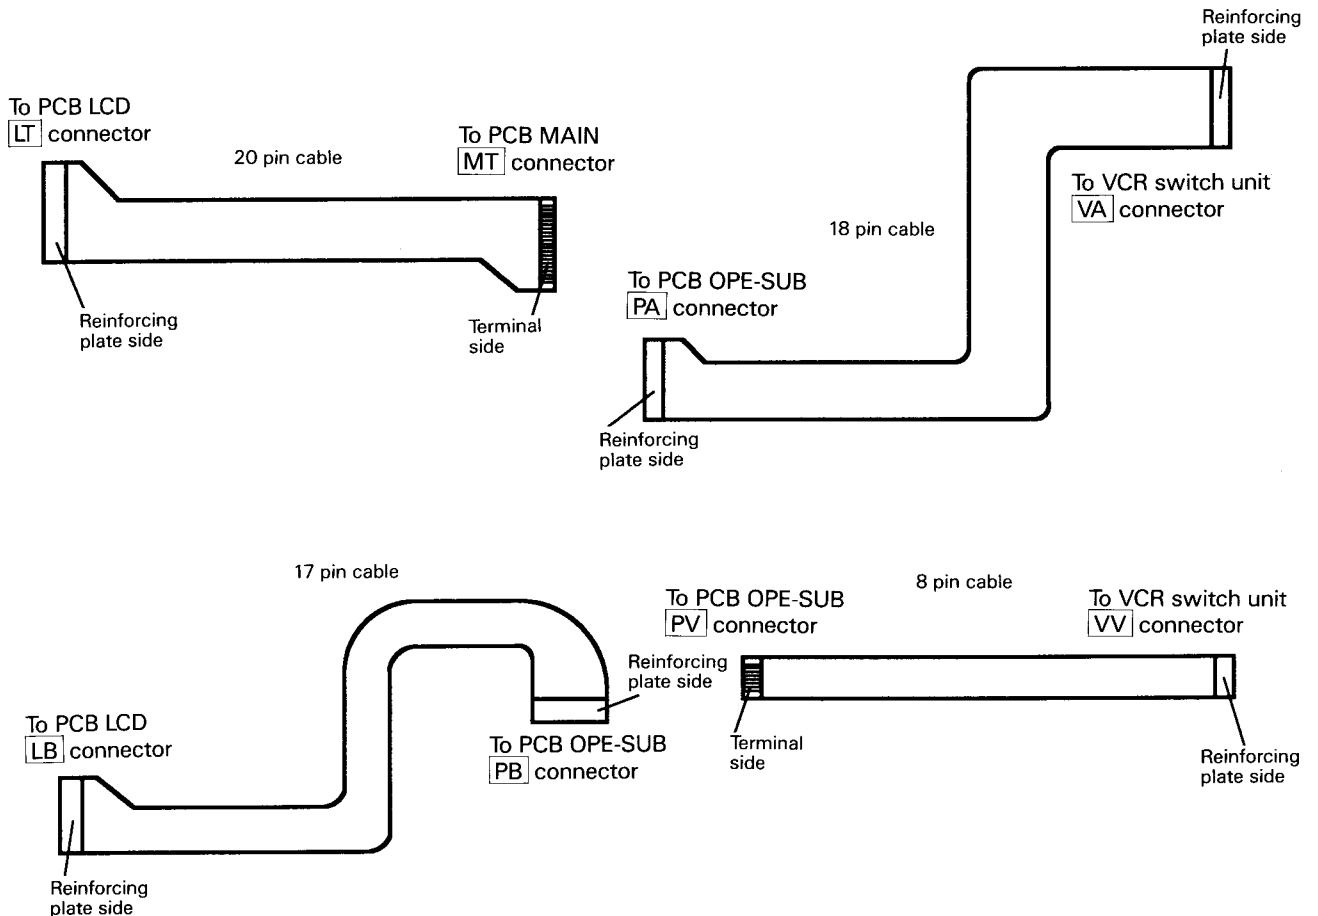 To PCB LCD
LT connector
20 pin cable
To PCB MAIN
MT connector
Reinforcing
plate side
Terminal
side
Reinforcing
plate side
To VCR switch unit
VA connector
18 pin cable
To PCB OPE-SUB
PA connector
Reinforcing
plate side
17 pin cable
Reinforcing
plate side
To PCB LCD
LB connector
To PCB OPE-SUB
PB connector
Reinforcing
plate side
8 pin cable
To PCB OPE-SUB
PV connector
To VCR switch unit
VV connector
Terminal
side
Reinforcing
plate side